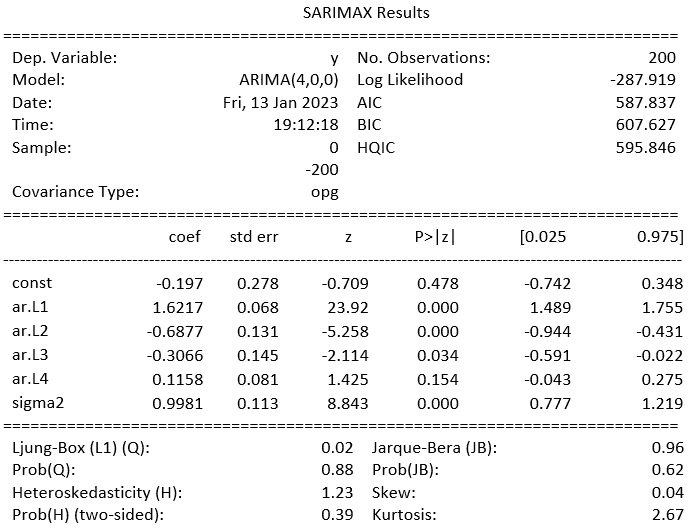 SARIMAX Results
==============================================================================
Dep. Variable: y No. Observations: 200
Model: ARIMA(4,0,0) Log Likelihood -287.919
Date: Fri, 13 Jan 2023 AIC 587.837
Time: 19:12:18 BIC 607.627
Sample: 0 HQIC 595.846
-200
Covariance Type: opg
==============================================================================
coef std err z P>|z| [0.025 0.975]
------------------------------------------------------------------------------
const -0.197 0.278 -0.709 0.478 -0.742 0.348
ar.L1 1.6217 0.068 23.92 0.000 1.489 1.755
ar.L2 -0.6877 0.131 -5.258 0.000 -0.944 -0.431
ar.L3 -0.3066 0.145 -2.114 0.034 -0.591 -0.022
ar.L4 0.1158 0.081 1.425 0.154 -0.043 0.275
sigma2 0.9981 0.113 8.843 0.000 0.777 1.219
==============================================================================
Ljung-Box (L1) (Q): 0.02 Jarque-Bera (JB): 0.96
Prob(Q): 0.88 Prob(JB): 0.62
Heteroskedasticity (H): 1.23 Skew: 0.04
Prob(H) (two-sided): 0.39 Kurtosis: 2.67